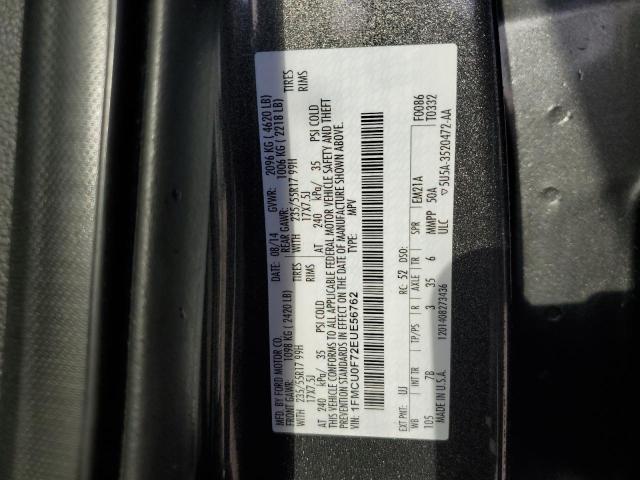 MFD. BY FORD MOTOR CO.
DATE: 08/14 GVWR: 2096 KG ( 4620 LB)
FRONT GAWR: 1098 KG ( 2420 LB) REAR GAWR: 1006 KG ( 2218 LB)
WITH 235/55R17 99H TIRES WITH 235/55R17 99H TIRES
17X7.5J RIMS 17X7.5J RIMS
AT 240 kPa/ 35 PSI COLD AT 240 kPa/ 35 PSI COLD
THIS VEHICLE CONFORMS TO ALL APPLICABLE FEDERAL MOTOR VEHICLE SAFETY AND THEFT
PREVENTION STANDARDS IN EFFECT ON THE DATE OF MANUFACTURE SHOWN ABOVE.
VIN: 1FMCU0F72EUE56762 TYPE: MPV
F0086
T0332
EXT PNT: UJ RC: 52 DSO: EM21A
WB INT TR TP/PS R AXLE TR SPR
105 7B 3 35 6 MMPP 50A
ULC
1201408273436
MADE IN U.S.A. ▽5U5A-3520472-AA